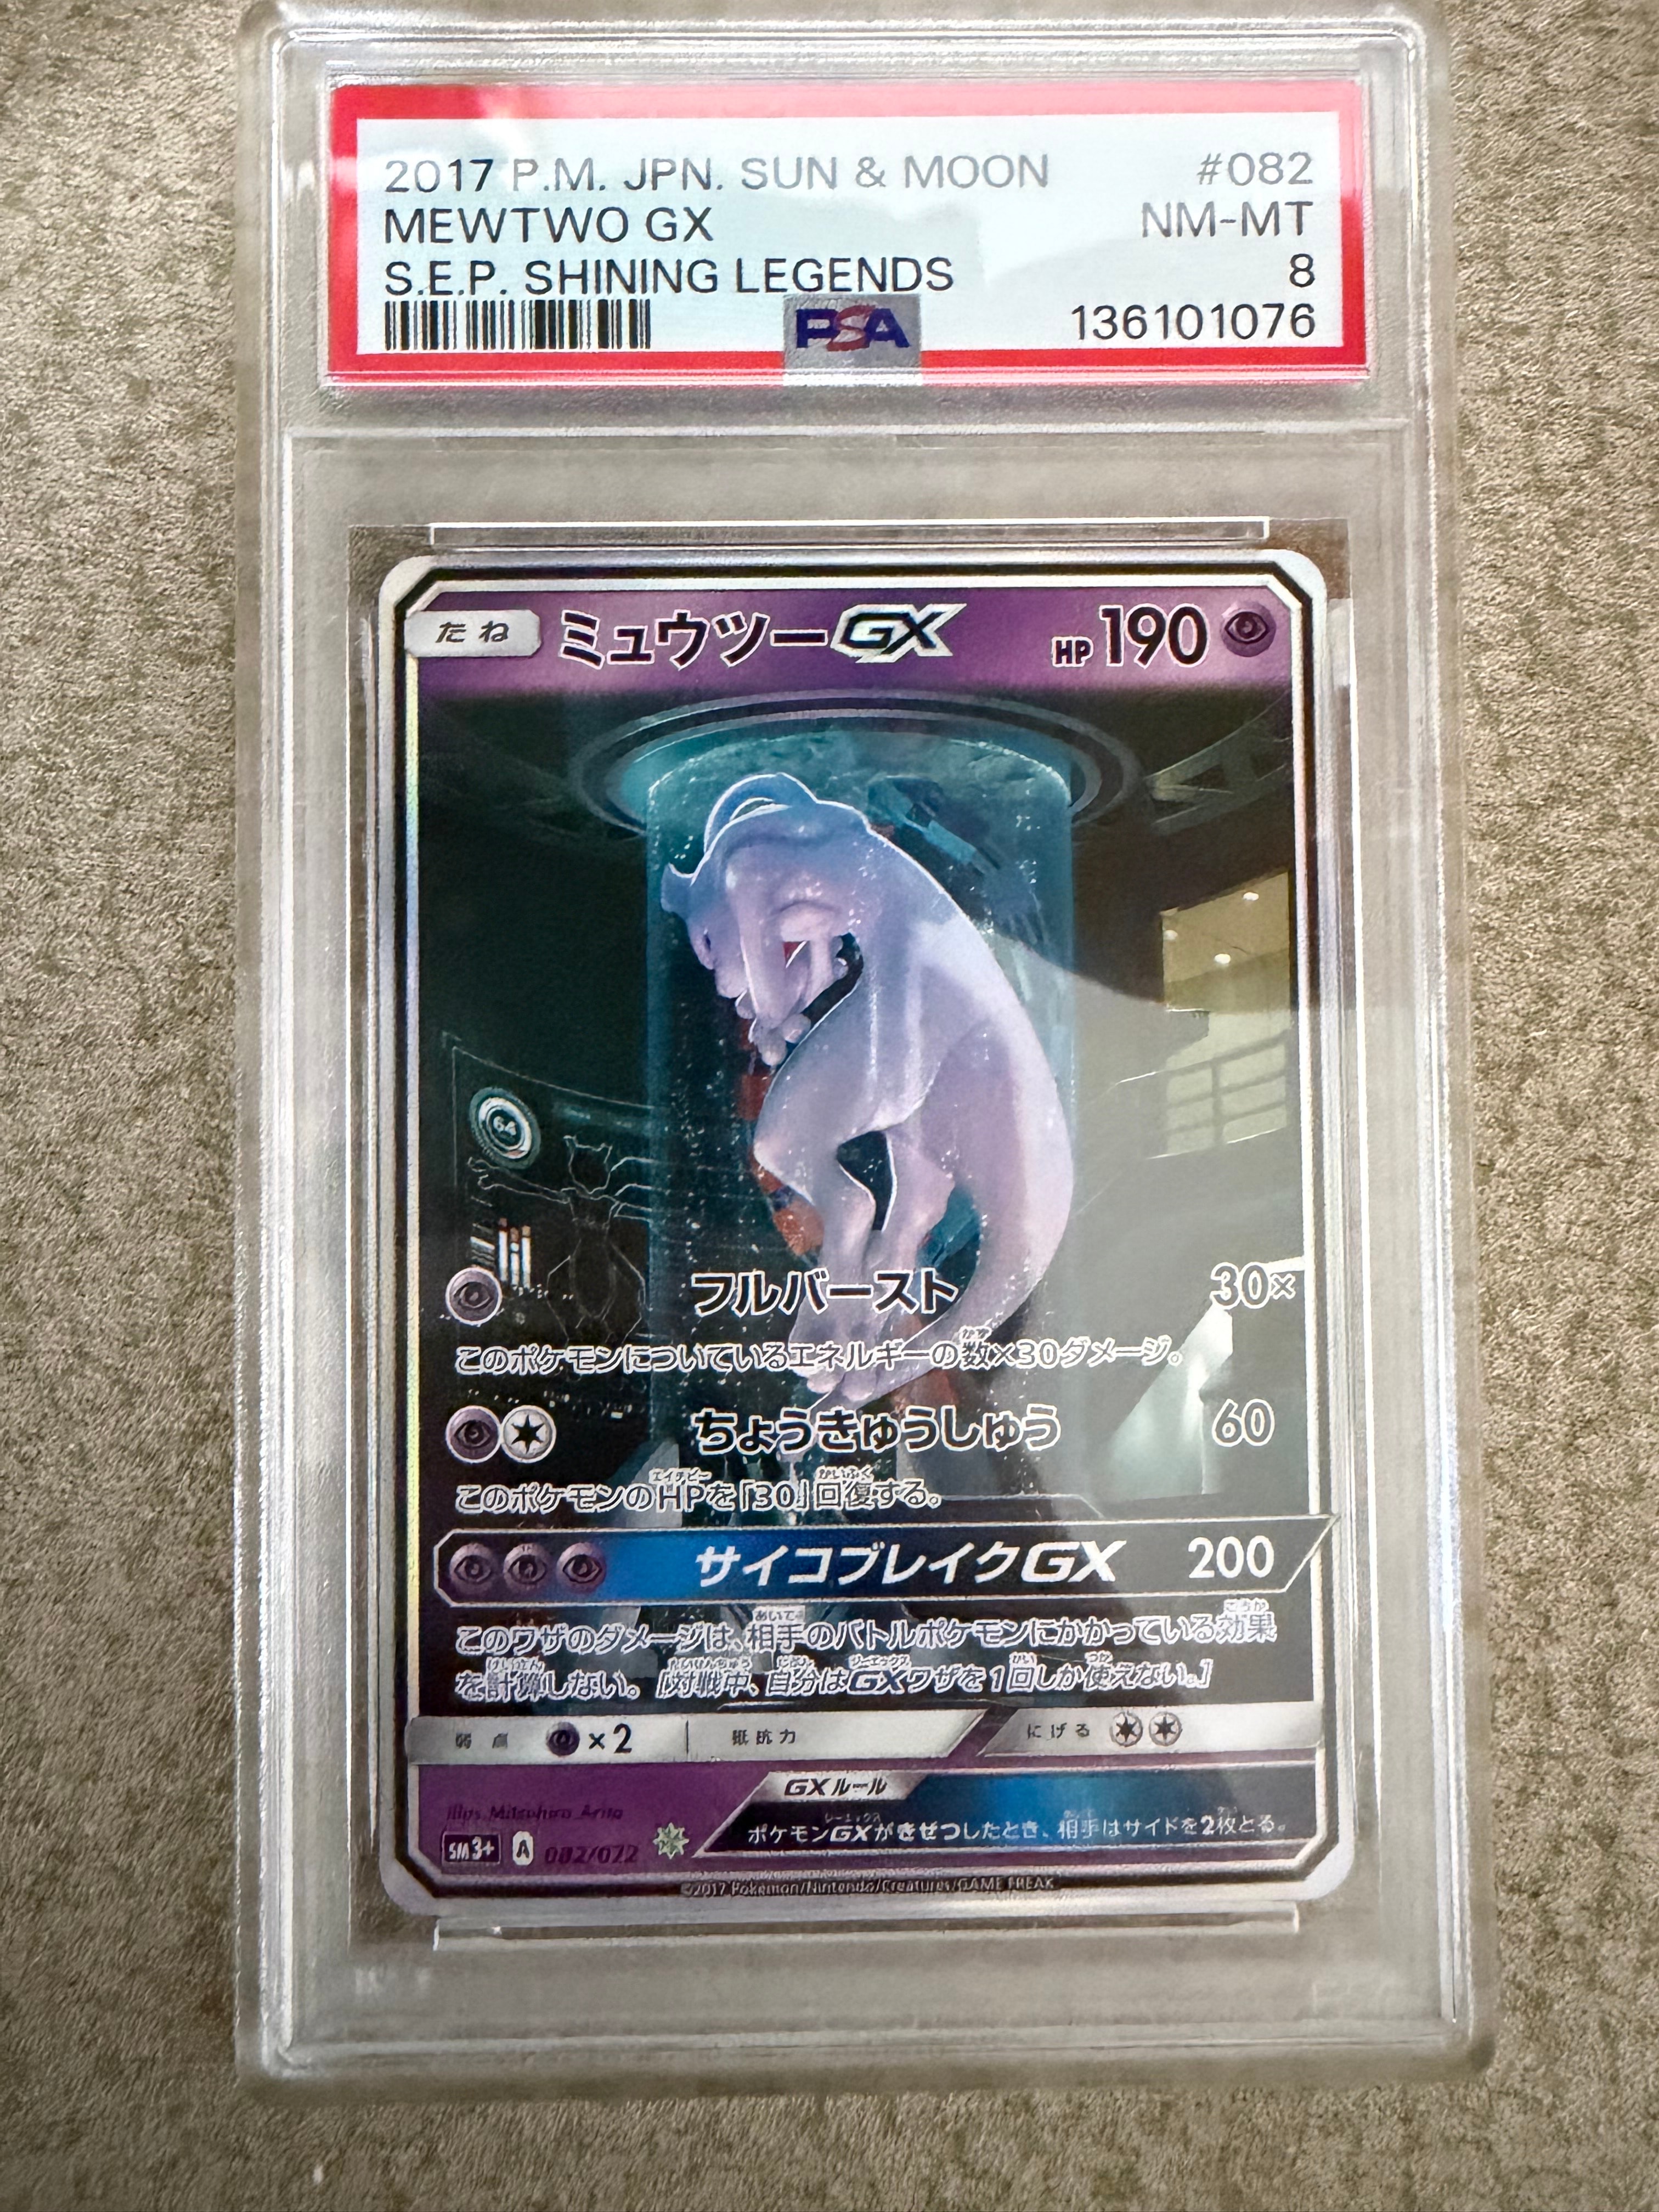 2017 P.M. JPN. SUN & MOON #082
MEWTWO GX NM-MT
S.E.P. SHINING LEGENDS 8
PSA 136101076
たね ミュウツーGX HP 190
64
フルバースト 30×
このポケモンについているエネルギーの数×30ダメージ。
ちょうきゅうしゅう 60
このポケモンのHPを「30」回復する。
サイコブレイクGX 200
このワザのダメージは、相手のバトルポケモンにかかっている効果
を計算しない。[対戦中、自分はGXワザを1回しか使えない。]
弱点 ×2 抵抗力 にげる
GXルール
illus. Mitsuhiro Arita
ポケモンGXがきぜつしたとき、相手はサイドを2枚とる。
SM3+ A 082/072
©2017 Pokémon/Nintendo/Creatures/GAME FREAK